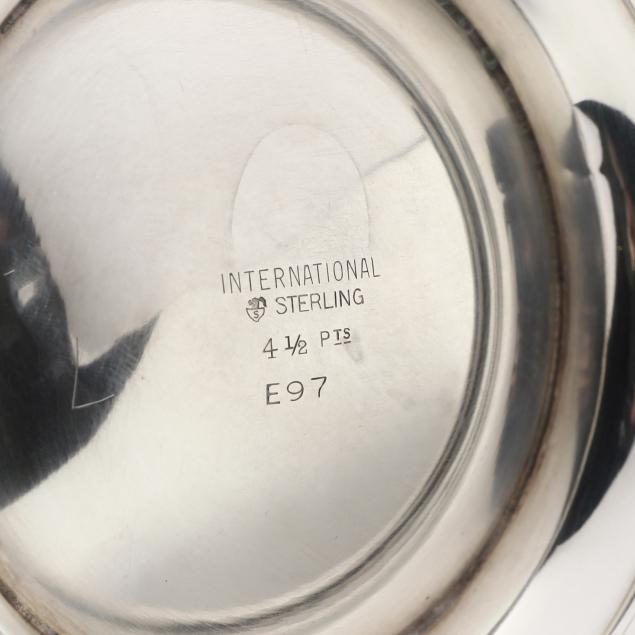 INTERNATIONAL
S STERLING
4 1/2 PTS
E97